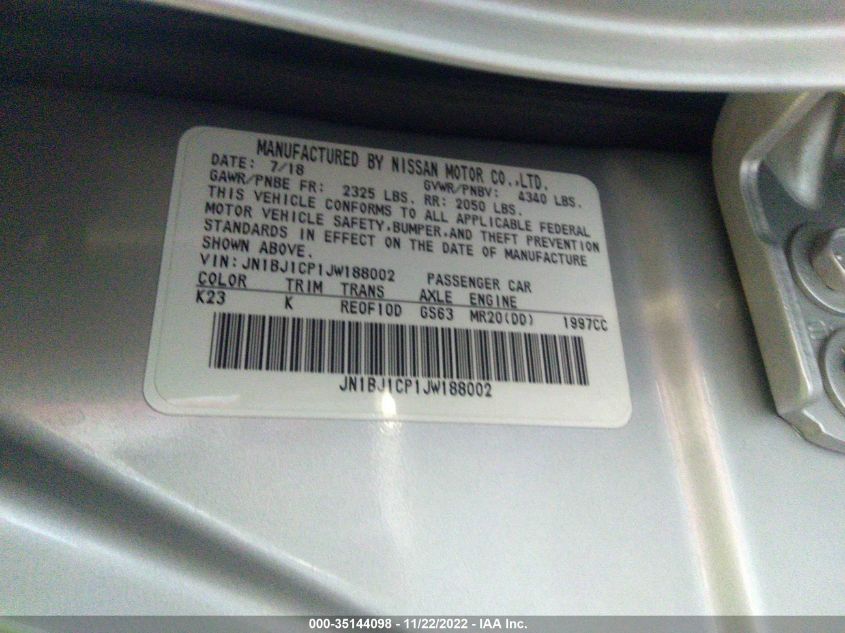 MANUFACTURED BY NISSAN MOTOR CO.,LTD.
DATE: 7/18 GVWR/PNBV: 4340 LBS.
GAWR/PNBE FR: 2325 LBS. RR: 2050 LBS.
THIS VEHICLE CONFORMS TO ALL APPLICABLE FEDERAL
MOTOR VEHICLE SAFETY,BUMPER,AND THEFT PREVENTION
STANDARDS IN EFFECT ON THE DATE OF MANUFACTURE
SHOWN ABOVE.
VIN:JN1BJ1CP1JW188002 PASSENGER CAR
COLOR TRIM TRANS AXLE ENGINE
K23 K RE0F10D GS63 MR20(DD) 1997CC
JN1BJ1CP1JW188002
000-35144098 - 11/22/2022 - IAA Inc.